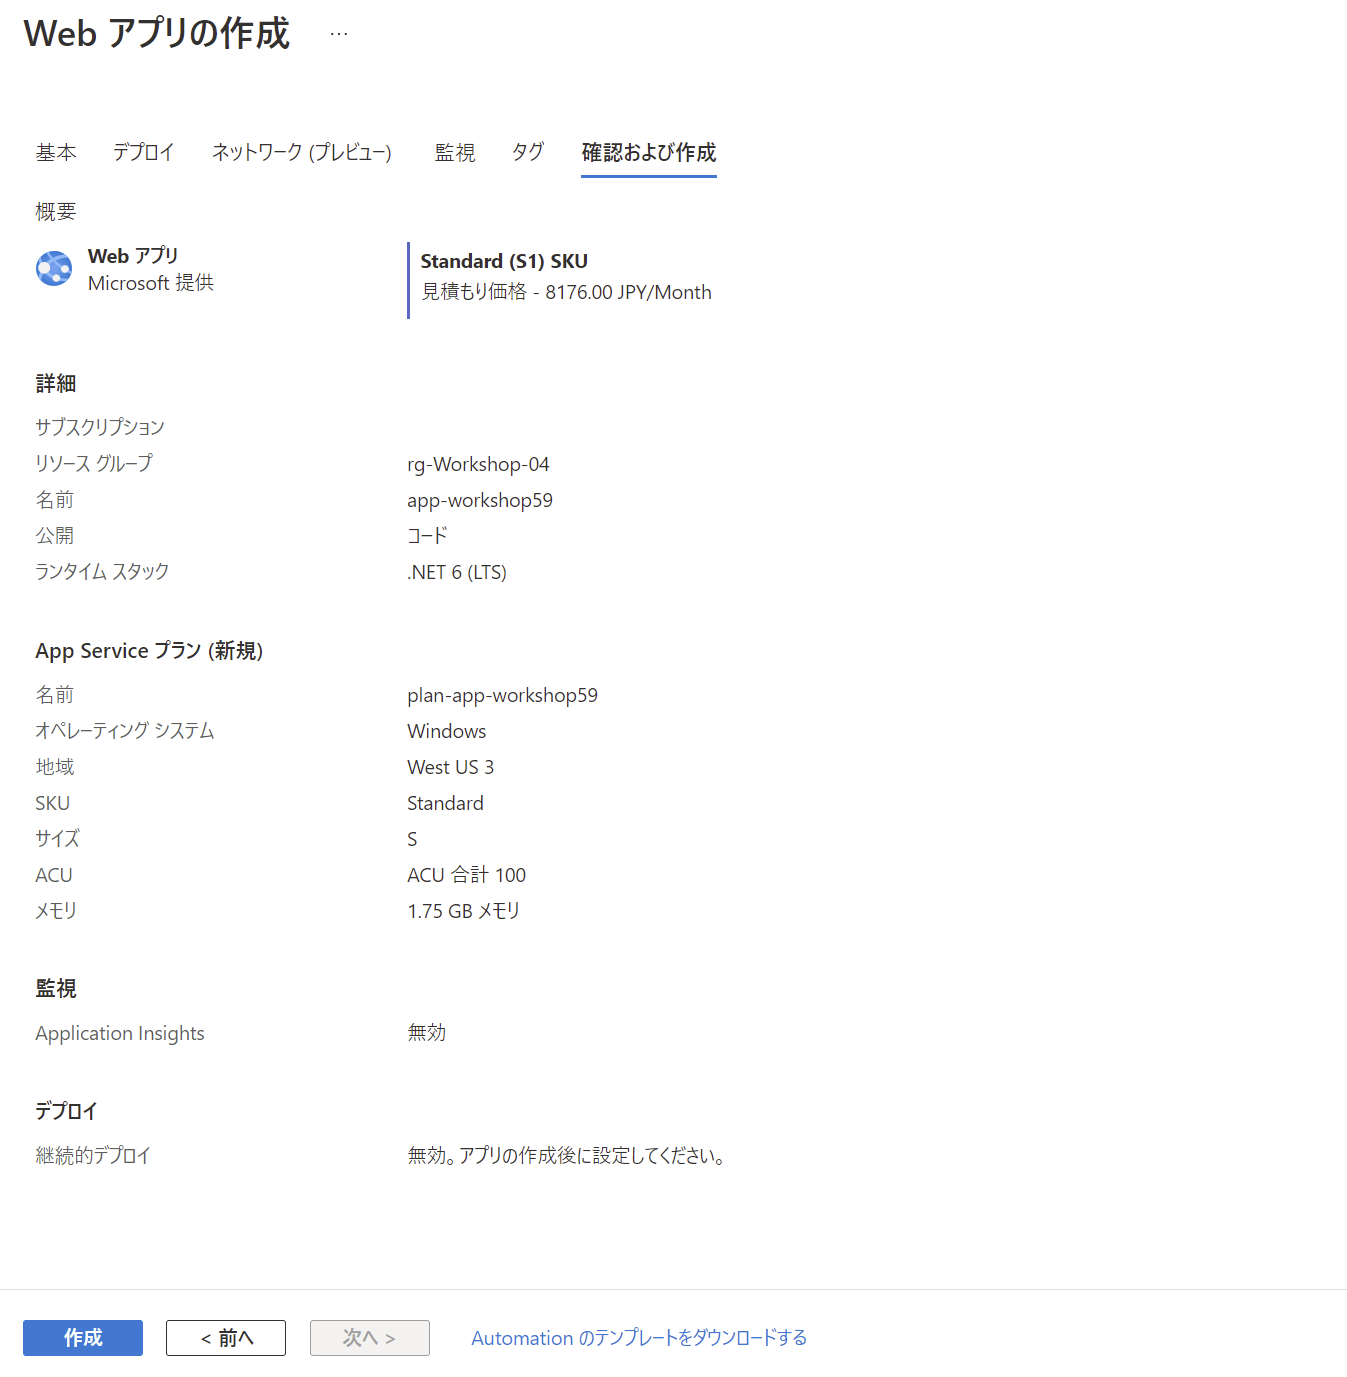 Web アプリの作成 …
基本 デプロイ ネットワーク (プレビュー) 監視 タグ 確認および作成
概要
Web アプリ
Microsoft 提供
Standard (S1) SKU
見積もり価格 - 8176.00 JPY/Month
詳細
サブスクリプション
リソース グループ rg-Workshop-04
名前 app-workshop59
公開 コード
ランタイム スタック .NET 6 (LTS)
App Service プラン (新規)
名前 plan-app-workshop59
オペレーティング システム Windows
地域 West US 3
SKU Standard
サイズ S
ACU ACU 合計 100
メモリ 1.75 GB メモリ
監視
Application Insights 無効
デプロイ
継続的デプロイ 無効。アプリの作成後に設定してください。
作成 < 前へ 次へ > Automation のテンプレートをダウンロードする